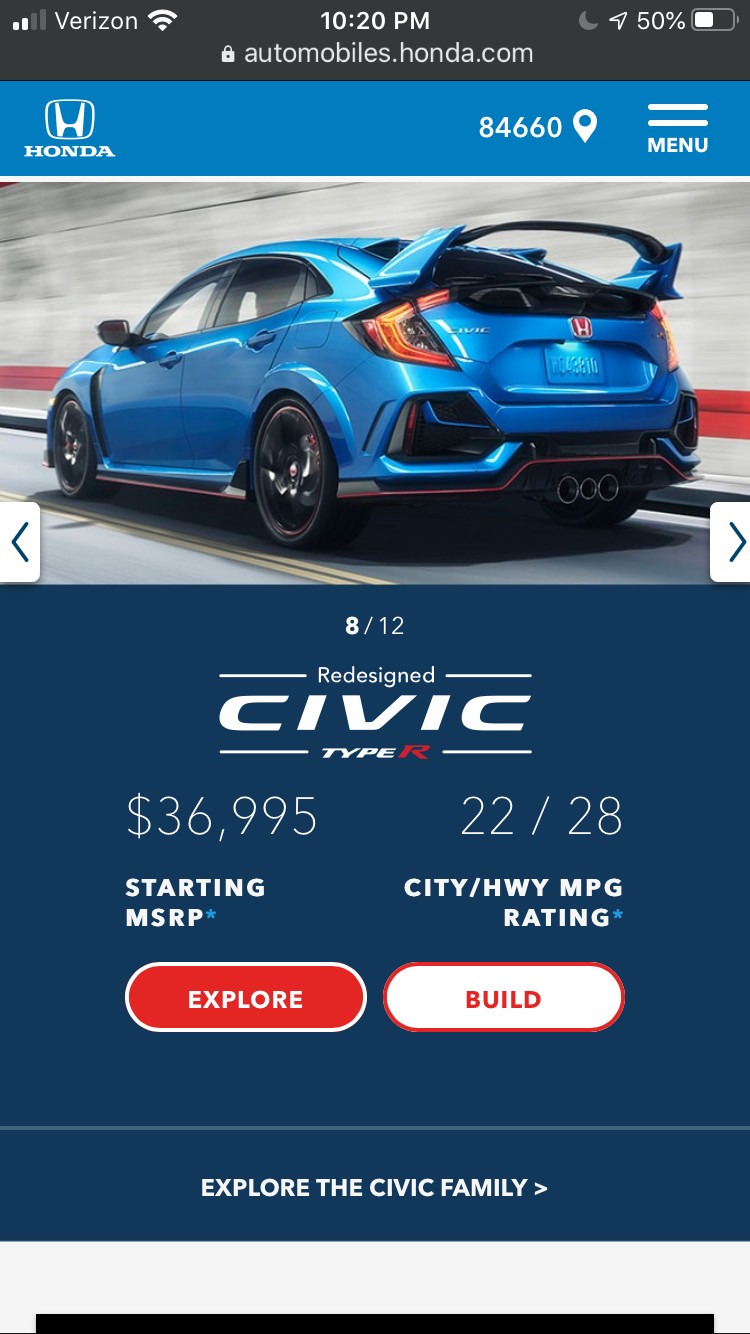 Verizon 10:20 PM 50%
automobiles.honda.com
HONDA
84660
MENU
CIVIC
8 / 12
Redesigned
CIVIC
TYPE R
$36,995 22 / 28
STARTING CITY/HWY MPG
MSRP* RATING*
EXPLORE BUILD
EXPLORE THE CIVIC FAMILY >